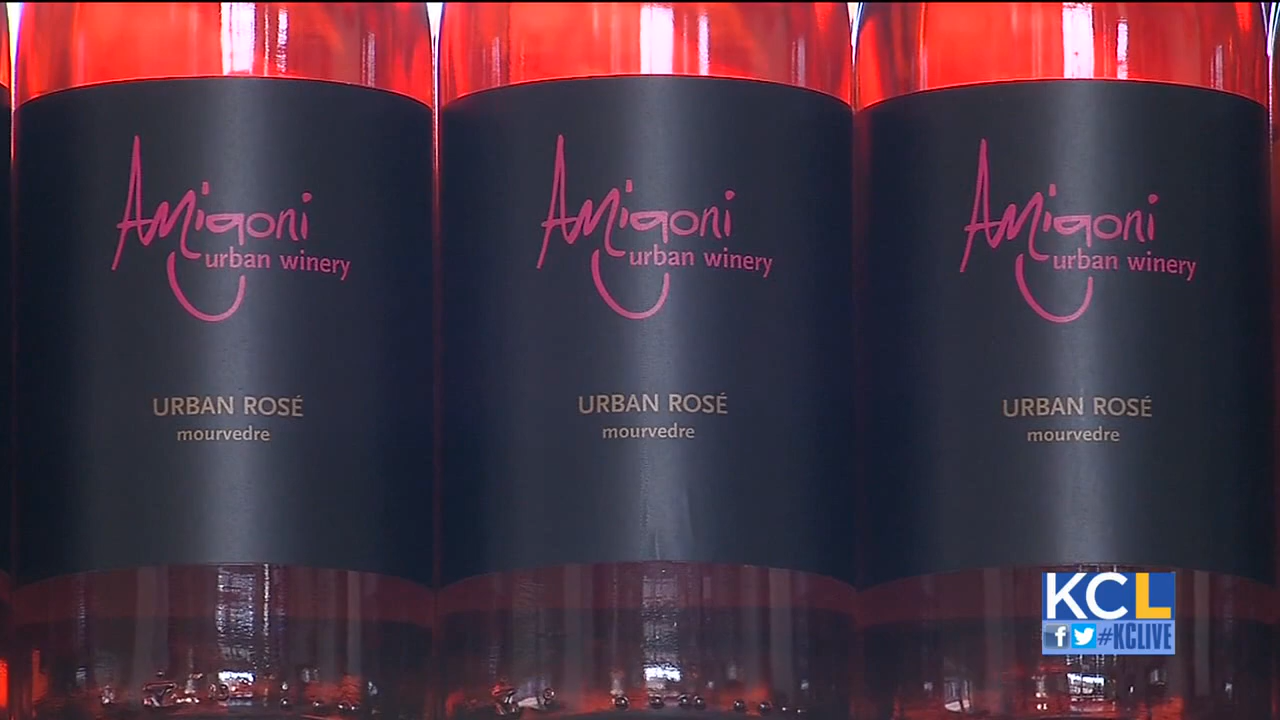 Amigoni
urban winery
URBAN ROSÉ
mourvedre
Amigoni
urban winery
URBAN ROSÉ
mourvedre
Amigoni
urban winery
URBAN ROSÉ
mourvedre
KCL
#KCLIVE